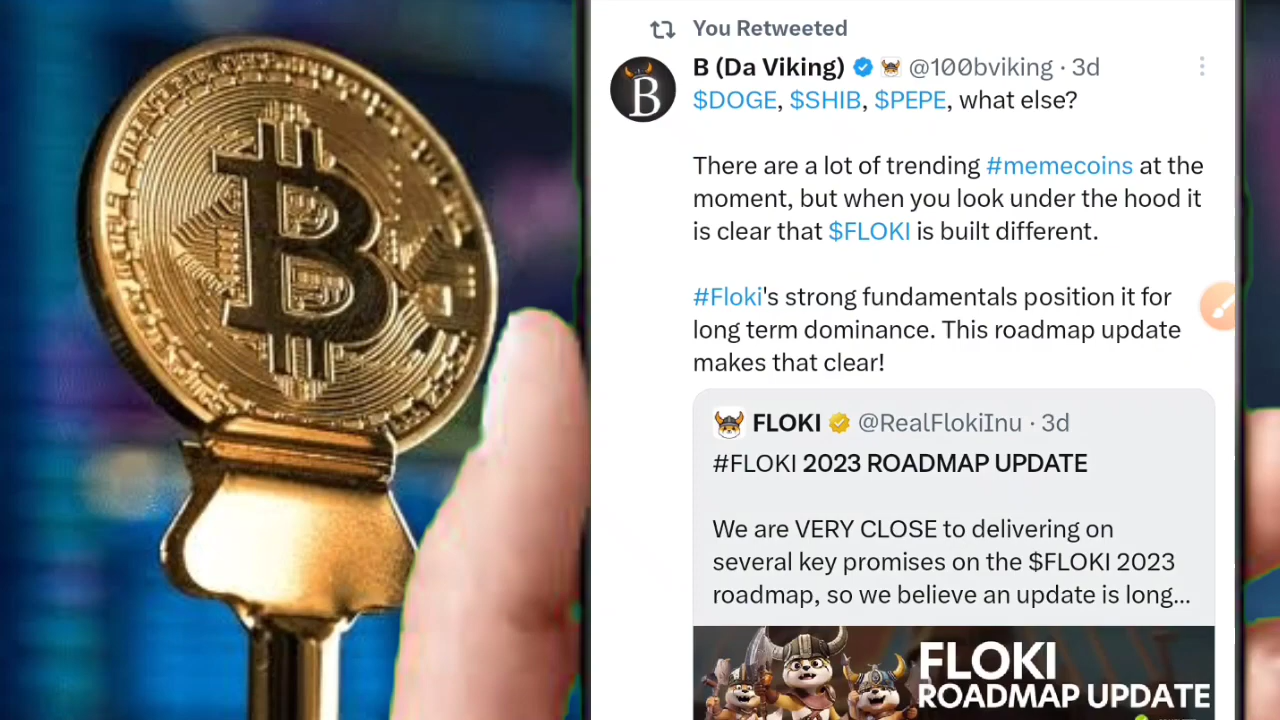 You Retweeted
B (Da Viking) @100bviking · 3d
$DOGE, $SHIB, $PEPE, what else?
There are a lot of trending #memecoins at the
moment, but when you look under the hood it
is clear that $FLOKI is built different.
#Floki's strong fundamentals position it for
long term dominance. This roadmap update
makes that clear!
FLOKI @RealFlokiInu · 3d
#FLOKI 2023 ROADMAP UPDATE
We are VERY CLOSE to delivering on
several key promises on the $FLOKI 2023
roadmap, so we believe an update is long...
FLOKI
ROADMAP UPDATE